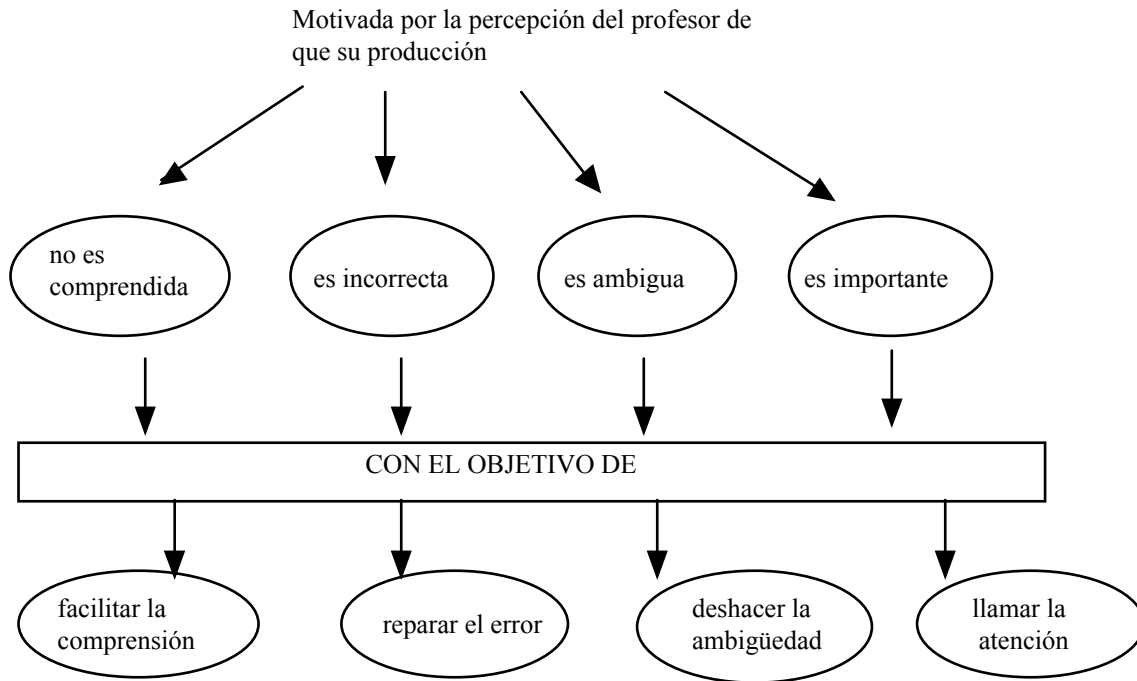 Motivada por la percepción del profesor de
que su producción
no es
comprendida
es incorrecta
es ambigua
es importante
CON EL OBJETIVO DE
facilitar la
comprensión
reparar el error
deshacer la
ambigüedad
llamar la
atención